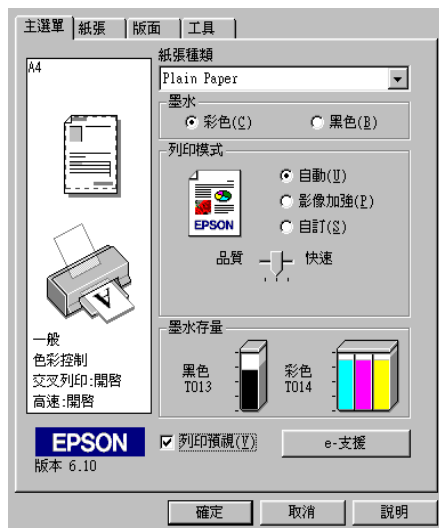 主選單 紙張 版面 工具
A4
紙張種類
Plain Paper
墨水
彩色(C) 黑色(B)
列印模式
EPSON
自動(U)
影像加強(P)
自訂(S)
品質 快速
A
一般
色彩控制
交叉列印:開啓
高速:開啓
墨水存量
黑色
T013
彩色
T014
EPSON
版本 6.10
列印預視(V) e-支援
確定 取消 說明